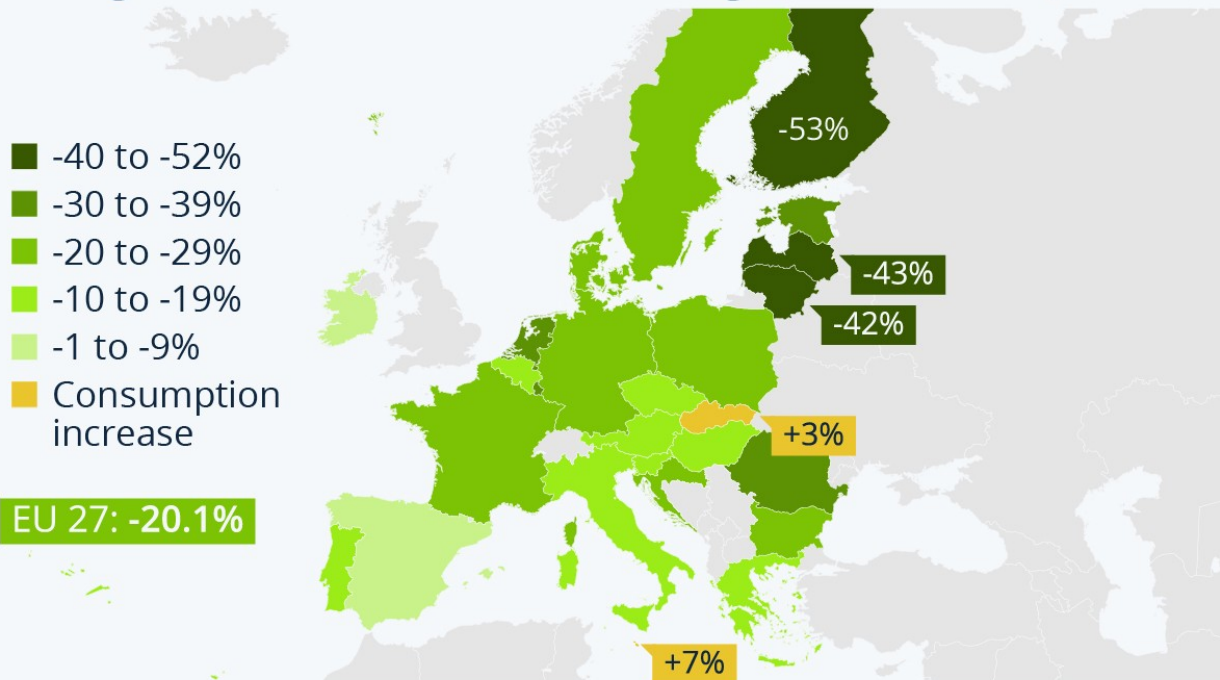 -40 to -52%
-30 to -39%
-20 to -29%
-10 to -19%
-1 to -9%
Consumption
increase
EU 27: -20.1%
-53%
-43%
-42%
+3%
+7%